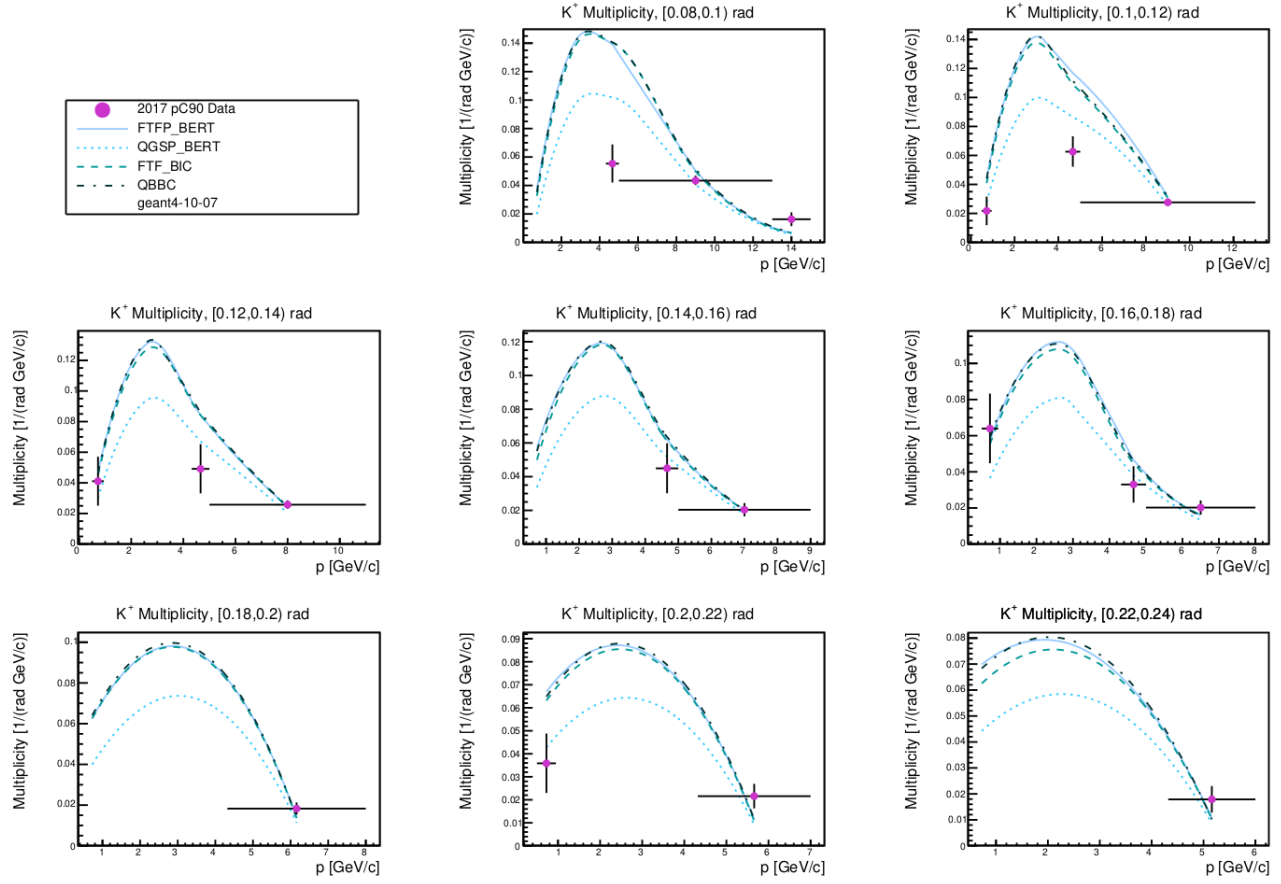 2017 pC90 Data
FTFP_BERT
QGSP_BERT
FTF_BIC
QBBC
geant4-10-07
K⁺ Multiplicity, [0.08,0.1) rad
Multiplicity [1/(rad GeV/c)]
0.14
0.12
0.1
0.08
0.06
0.04
0.02
0
2 4 6 8 10 12 14
p [GeV/c]
K⁺ Multiplicity, [0.1,0.12) rad
Multiplicity [1/(rad GeV/c)]
0.14
0.12
0.1
0.08
0.06
0.04
0.02
0
0 2 4 6 8 10 12
p [GeV/c]
K⁺ Multiplicity, [0.12,0.14) rad
Multiplicity [1/(rad GeV/c)]
0.12
0.1
0.08
0.06
0.04
0.02
0
0 2 4 6 8 10
p [GeV/c]
K⁺ Multiplicity, [0.14,0.16) rad
Multiplicity [1/(rad GeV/c)]
0.12
0.1
0.08
0.06
0.04
0.02
0
1 2 3 4 5 6 7 8 9
p [GeV/c]
K⁺ Multiplicity, [0.16,0.18) rad
Multiplicity [1/(rad GeV/c)]
0.1
0.08
0.06
0.04
0.02
0
1 2 3 4 5 6 7 8
p [GeV/c]
K⁺ Multiplicity, [0.18,0.2) rad
Multiplicity [1/(rad GeV/c)]
0.1
0.08
0.06
0.04
0.02
0
1 2 3 4 5 6 7 8
p [GeV/c]
K⁺ Multiplicity, [0.2,0.22) rad
Multiplicity [1/(rad GeV/c)]
0.09
0.08
0.07
0.06
0.05
0.04
0.03
0.02
0.01
0
1 2 3 4 5 6 7
p [GeV/c]
K⁺ Multiplicity, [0.22,0.24) rad
Multiplicity [1/(rad GeV/c)]
0.08
0.07
0.06
0.05
0.04
0.03
0.02
0.01
0
1 2 3 4 5 6
p [GeV/c]